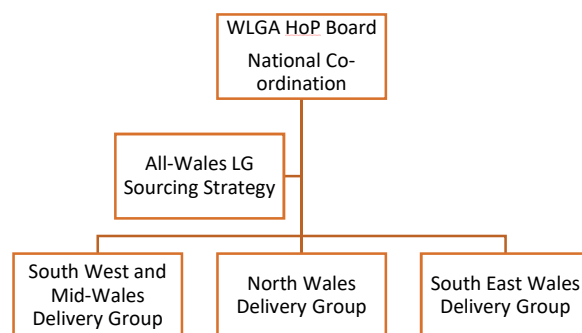 WLGA HoP Board
National Co-
ordination
All-Wales LG
Sourcing Strategy
South West and
Mid-Wales
Delivery Group
North Wales
Delivery Group
South East Wales
Delivery Group